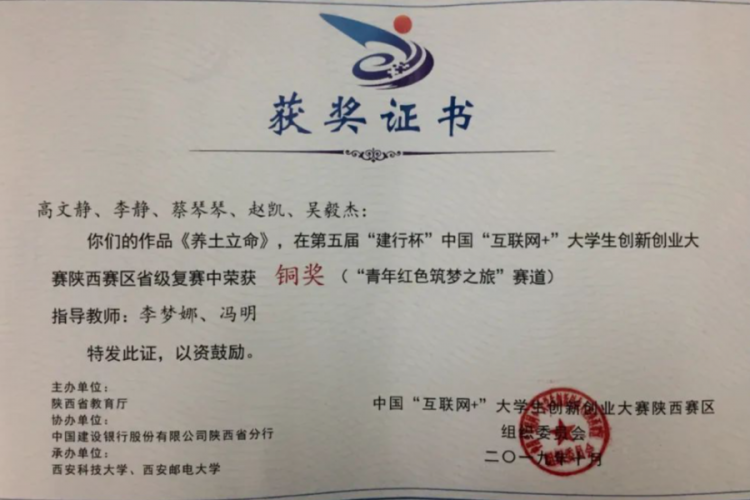 获奖证书
高文静、李静、蔡琴琴、赵凯、吴毅杰：
你们的作品《养土立命》，在第五届“建行杯”中国“互联网+”大学生创新创业大
赛陕西赛区省级复赛中荣获 铜奖 （“青年红色筑梦之旅”赛道）
指导教师：李梦娜、冯明
特发此证，以资鼓励。
主办单位：
陕西省教育厅
协办单位：
中国建设银行股份有限公司陕西省分行
承办单位：
西安科技大学、西安邮电大学
中国“互联网+”大学生创新创业大赛陕西赛区
组织委员会
二〇一九年十月